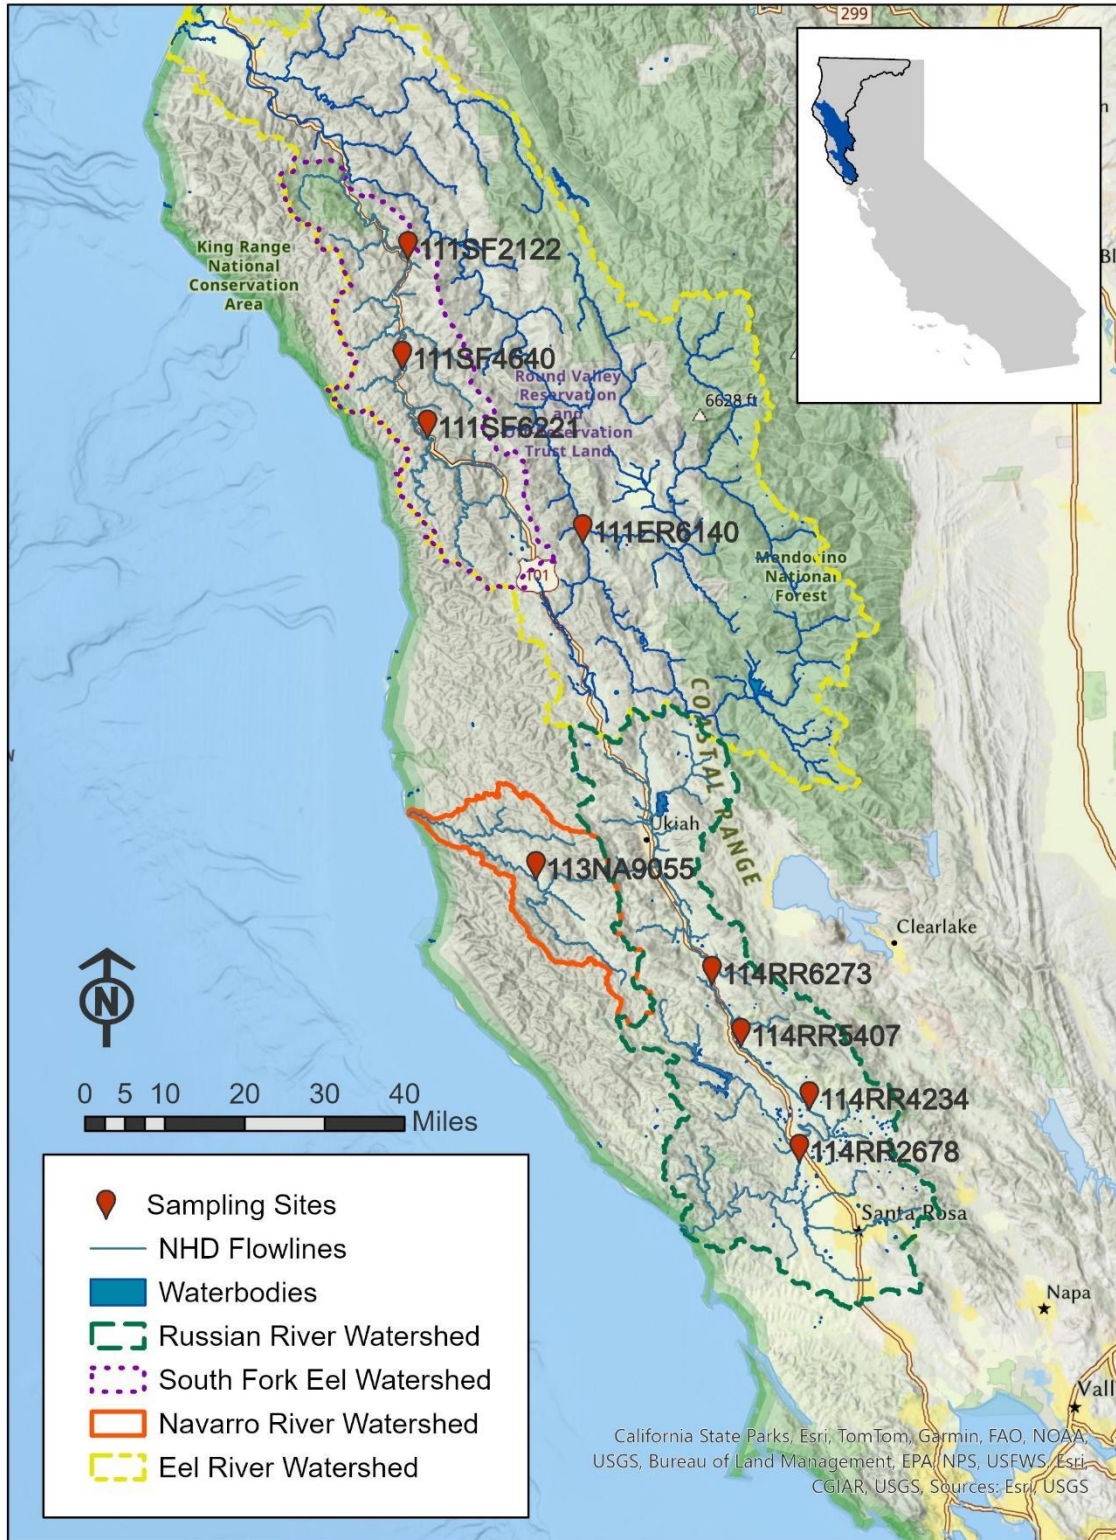 299
King Range
National
Conservation
Area
111SF2122
111SF4640
Round Valley
Reservation
and
Trust Land
111SF6221
6628 ft
111ER6140
Mendocino
National
Forest
101
COASTAL RANGE
Ukiah
113NA9055
Clearlake
114RR6273
114RR5407
114RR4234
114RR2678
Santa Rosa
Napa
Vall
Bl
N
0 5 10 20 30 40
Miles
Sampling Sites
NHD Flowlines
Waterbodies
Russian River Watershed
South Fork Eel Watershed
Navarro River Watershed
Eel River Watershed
California State Parks, Esri, TomTom, Garmin, FAO, NOAA,
USGS, Bureau of Land Management, EPA, NPS, USFWS, Esri,
CGIAR, USGS, Sources: Esri, USGS